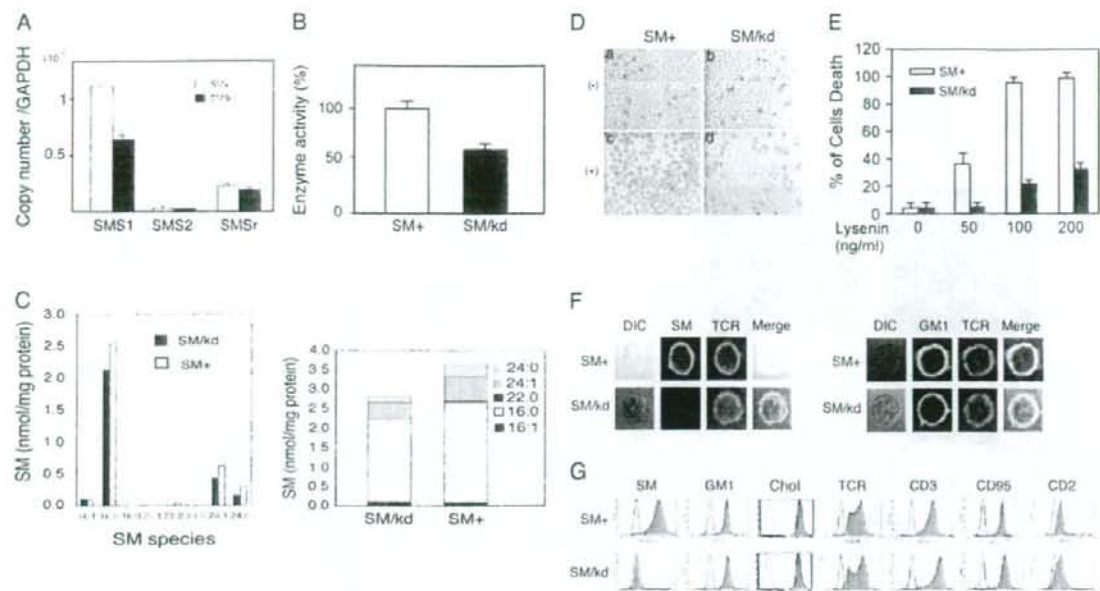 A
Copy number /GAPDH
1
0.5
SMS1 SMS2 SMSr
B
Enzyme activity (%)
100
50
0
SM+ SM/kd
D
SM+ SM/kd
a b
(-)
c d
(+)
E
% of Cells Death
120
100
80
60
40
20
0
SM+
SM/kd
Lysenin 0 50 100 200
(ng/ml)
C
SM (nmol/mg protein)
3.0
2.5
2.0
1.5
1.0
0.5
0
SM/kd
SM+
SM species
SM (nmol/mg protein)
4.0
3.5
3.0
2.5
2.0
1.5
1.0
0.5
0
24:0
24:1
22:0
16:0
16:1
SM/kd SM+
F
DIC SM TCR Merge
SM+
SM/kd
DIC GM1 TCR Merge
SM+
SM/kd
G
SM GM1 Chol TCR CD3 CD95 CD2
SM+
SM/kd